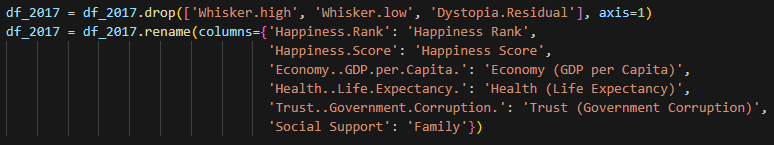 df_2017 = df_2017.drop(['Whisker.high', 'Whisker.low', 'Dystopia.Residual'], axis=1)
df_2017 = df_2017.rename(columns={'Happiness.Rank': 'Happiness Rank',
'Happiness.Score': 'Happiness Score',
'Economy..GDP.per.Capita.': 'Economy (GDP per Capita)',
'Health..Life.Expectancy.': 'Health (Life Expectancy)',
'Trust..Government.Corruption.': 'Trust (Government Corruption)',
'Social Support': 'Family'})